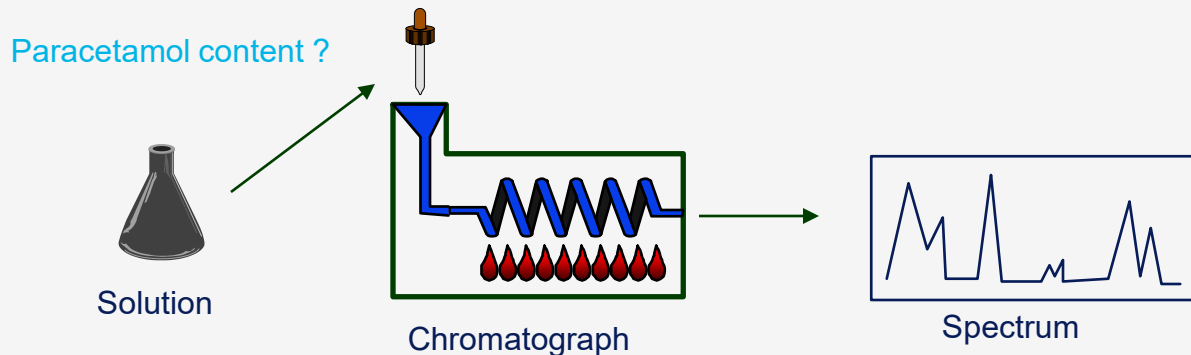 Paracetamol content ?
Solution
Chromatograph
Spectrum